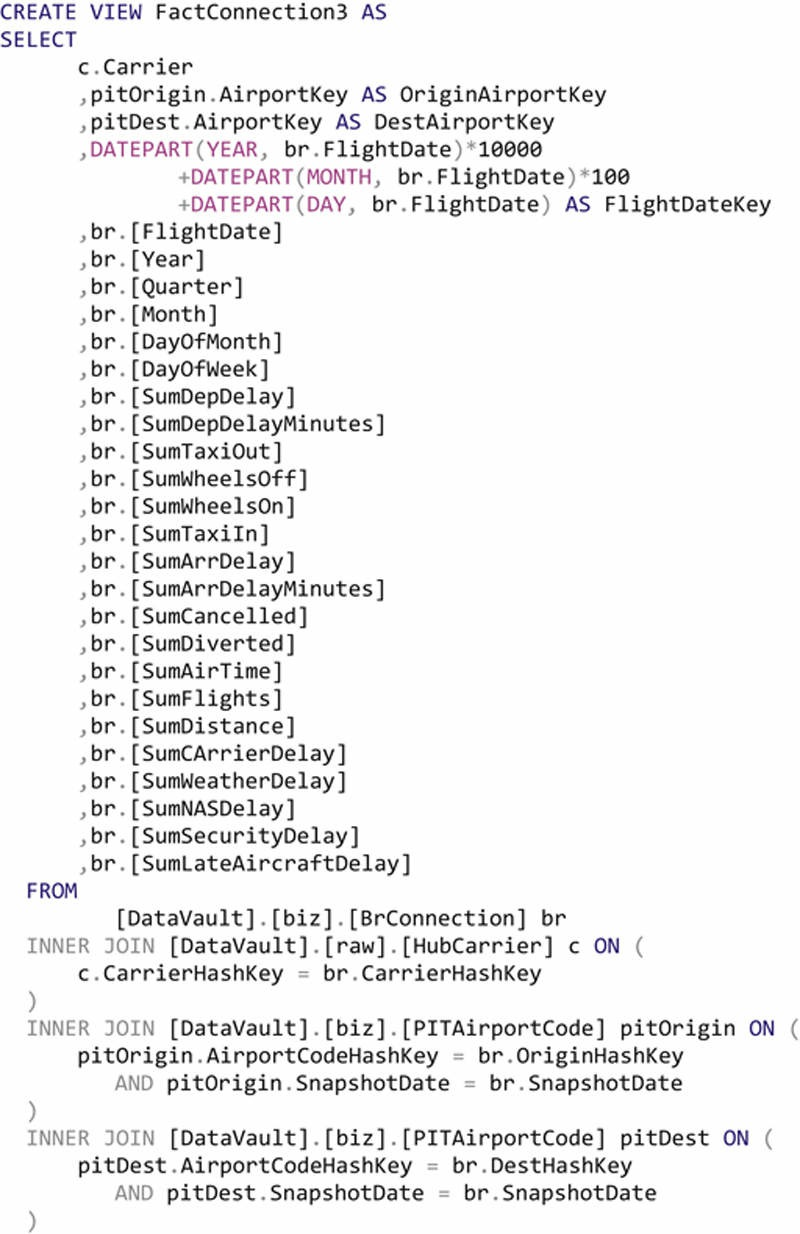 CREATE VIEW FactConnection3 AS
SELECT
c.Carrier
,pitOrigin.AirportKey AS OriginAirportKey
,pitDest.AirportKey AS DestAirportKey
,DATEPART(YEAR, br.FlightDate)*10000
+DATEPART(MONTH, br.FlightDate)*100
+DATEPART(DAY, br.FlightDate) AS FlightDateKey
,br.[FlightDate]
,br.[Year]
,br.[Quarter]
,br.[Month]
,br.[DayOfMonth]
,br.[DayOfWeek]
,br.[SumDepDelay]
,br.[SumDepDelayMinutes]
,br.[SumTaxiOut]
,br.[SumWheelsOff]
,br.[SumWheelsOn]
,br.[SumTaxiIn]
,br.[SumArrDelay]
,br.[SumArrDelayMinutes]
,br.[SumCancelled]
,br.[SumDiverted]
,br.[SumAirTime]
,br.[SumFlights]
,br.[SumDistance]
,br.[SumCArrierDelay]
,br.[SumWeatherDelay]
,br.[SumNASDelay]
,br.[SumSecurityDelay]
,br.[SumLateAircraftDelay]
FROM
[DataVault].[biz].[BrConnection] br
INNER JOIN [DataVault].[raw].[HubCarrier] c ON (
c.CarrierHashKey = br.CarrierHashKey
)
INNER JOIN [DataVault].[biz].[PITAirportCode] pitOrigin ON (
pitOrigin.AirportCodeHashKey = br.OriginHashKey
AND pitOrigin.SnapshotDate = br.SnapshotDate
)
INNER JOIN [DataVault].[biz].[PITAirportCode] pitDest ON (
pitDest.AirportCodeHashKey = br.DestHashKey
AND pitDest.SnapshotDate = br.SnapshotDate
)